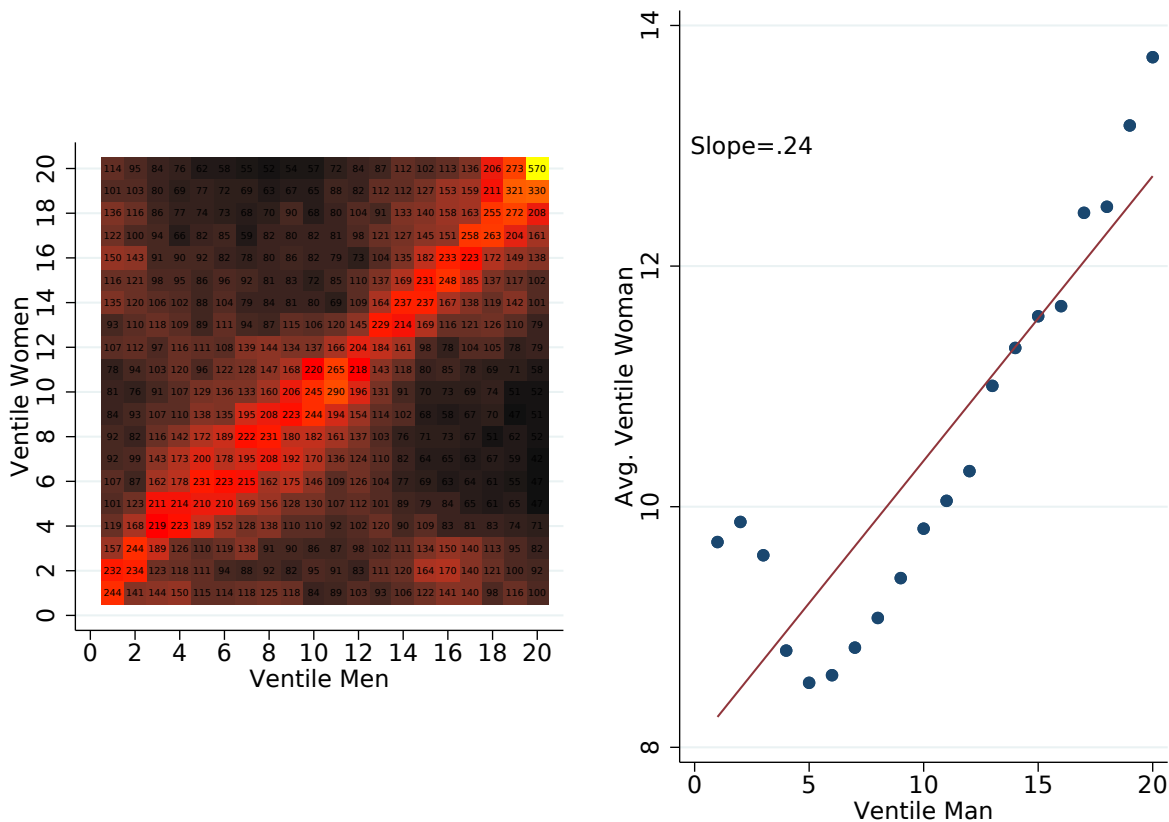 20 114 95 84 76 62 58 55 52 54 57 72 84 87 112 102 113 136 206 273 570
101 103 80 69 77 72 69 63 67 65 88 82 112 112 127 153 159 211 321 330
18 136 116 86 77 74 73 68 70 90 68 80 104 91 133 140 158 163 255 272 208
122 100 94 66 82 85 59 82 80 82 81 98 121 127 145 151 258 263 204 161
16 150 143 91 90 92 82 78 80 86 82 79 73 104 135 182 233 223 172 149 138
116 121 98 95 86 96 92 81 83 72 85 110 137 169 231 248 185 137 117 102
14 135 120 106 102 88 104 79 84 81 80 69 109 164 237 237 167 138 119 142 101
93 110 118 109 89 111 94 87 115 106 120 145 229 214 169 116 121 126 110 79
12 107 112 97 116 111 108 139 144 134 137 166 204 184 161 98 78 104 105 78 79
78 94 103 120 96 122 128 147 168 220 265 218 143 118 80 85 78 69 71 58
10 81 76 91 107 129 136 133 160 206 245 290 196 131 91 70 73 69 74 51 52
84 93 107 110 138 135 195 208 223 244 194 154 114 102 68 58 67 70 47 51
8 92 82 116 142 172 189 222 231 180 182 161 137 103 76 71 73 67 51 62 52
92 99 143 173 200 178 195 208 192 170 136 124 110 82 64 65 63 67 59 42
6 107 87 162 178 231 223 215 162 175 146 109 126 104 77 69 63 64 61 55 47
101 123 211 214 210 210 169 156 128 130 107 112 101 89 79 84 65 61 65 47
4 119 168 219 223 189 152 128 138 110 110 92 102 120 90 109 83 81 83 74 71
157 244 189 126 110 119 138 91 90 86 87 98 102 111 134 150 140 113 95 82
2 232 234 123 118 111 94 88 92 82 95 91 83 111 120 164 170 140 121 100 92
244 141 144 150 115 114 118 125 118 84 89 103 93 106 122 141 140 98 116 100
0
Ventile Women
0 2 4 6 8 10 12 14 16 18 20
Ventile Men
14
12
10
8
Avg. Ventile Woman
Slope=.24
0 5 10 15 20
Ventile Man